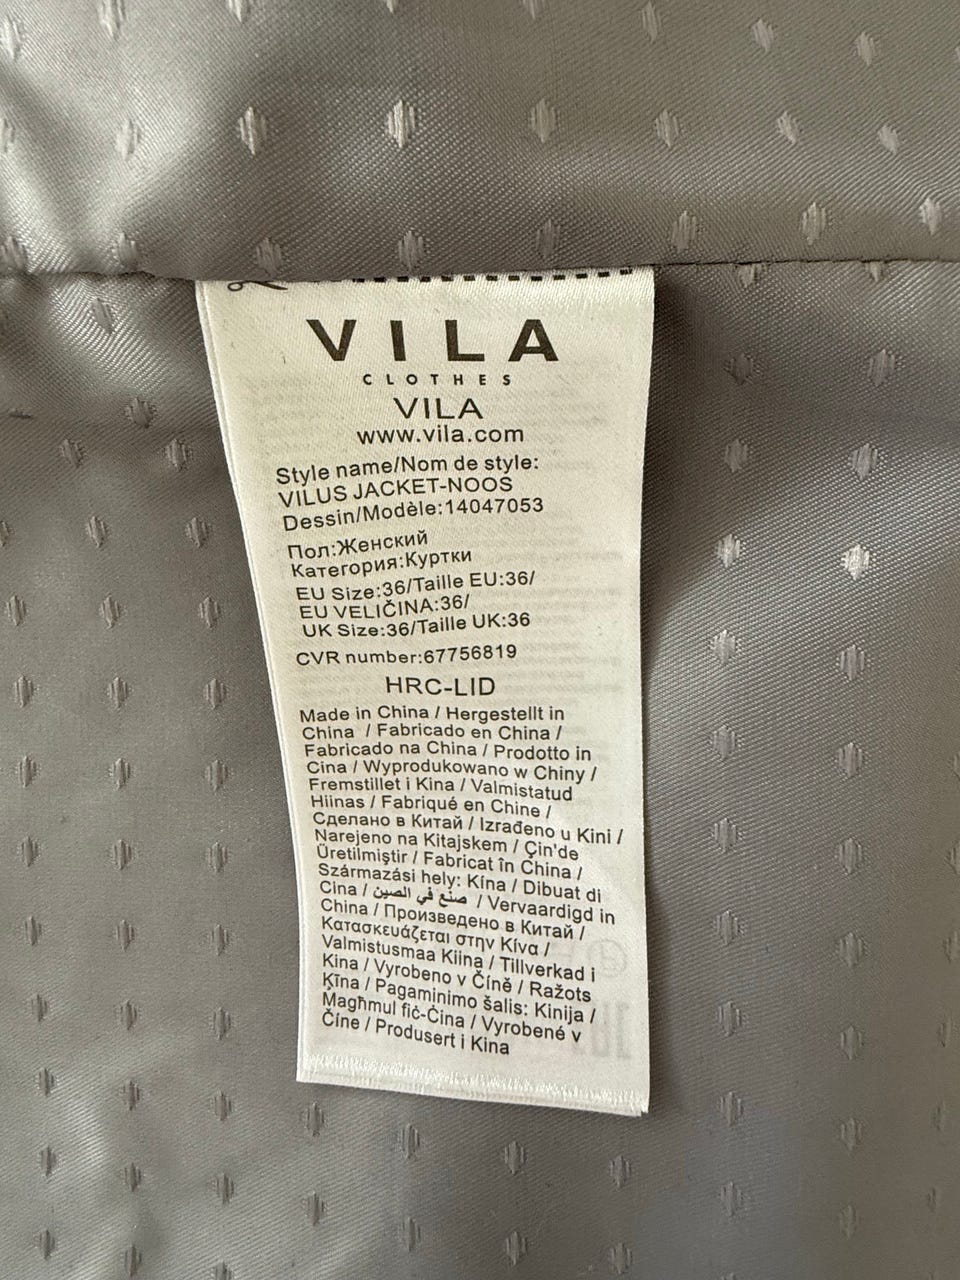 VILA
CLOTHES
VILA
www.vila.com
Style name/Nom de style:
VILUS JACKET-NOOS
Dessin/Modèle:14047053
Пол:Женский
Категория:Куртки
EU Size:36/Taille EU:36/
EU VELIČINA:36/
UK Size:36/Taille UK:36
CVR number:67756819
HRC-LID
Made in China / Hergestellt in
China / Fabricado en China /
Fabricado na China / Prodotto in
Cina / Wyprodukowano w Chiny /
Fremstillet i Kina / Valmistatud
Hiinas / Fabriqué en Chine /
Сделано в Китай / Izrađeno u Kini /
Narejeno na Kitajskem / Çin'de
Üretilmiştir / Fabricat în China /
Származási hely: Kína / Dibuat di
Cina / صنع في الصين / Vervaardigd in
China / Произведено в Китай /
Κατασκευάζεται στην Κίνα /
Valmistusmaa Kiina / Tillverkad i
Kina / Vyrobeno v Číně / Ražots
Ķīna / Pagaminimo šalis: Kinija /
Magħmul fiċ-Ċina / Vyrobené v
Číne / Produsert i Kina